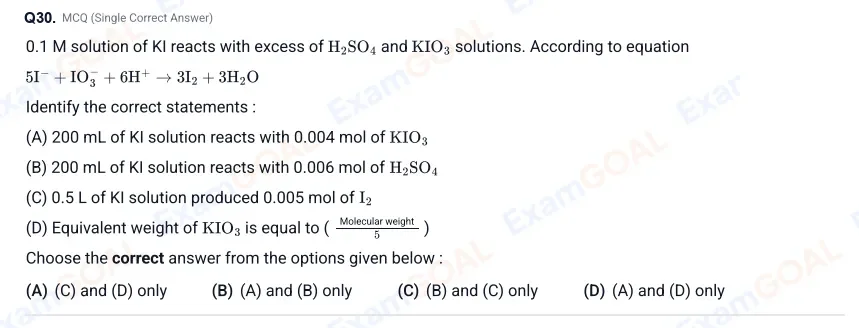 Q30. MCQ (Single Correct Answer)
0.1 M solution of KI reacts with excess of H₂SO₄ and KIO₃ solutions. According to equation
5I⁻ + IO₃⁻ + 6H⁺ → 3I₂ + 3H₂O
Identify the correct statements :
(A) 200 mL of KI solution reacts with 0.004 mol of KIO₃
(B) 200 mL of KI solution reacts with 0.006 mol of H₂SO₄
(C) 0.5 L of KI solution produced 0.005 mol of I₂
(D) Equivalent weight of KIO₃ is equal to ( Molecular weight / 5 )
Choose the correct answer from the options given below :
(A) (C) and (D) only (B) (A) and (B) only (C) (B) and (C) only (D) (A) and (D) only
ExamGOAL
ExamGOAL
ExamGOAL